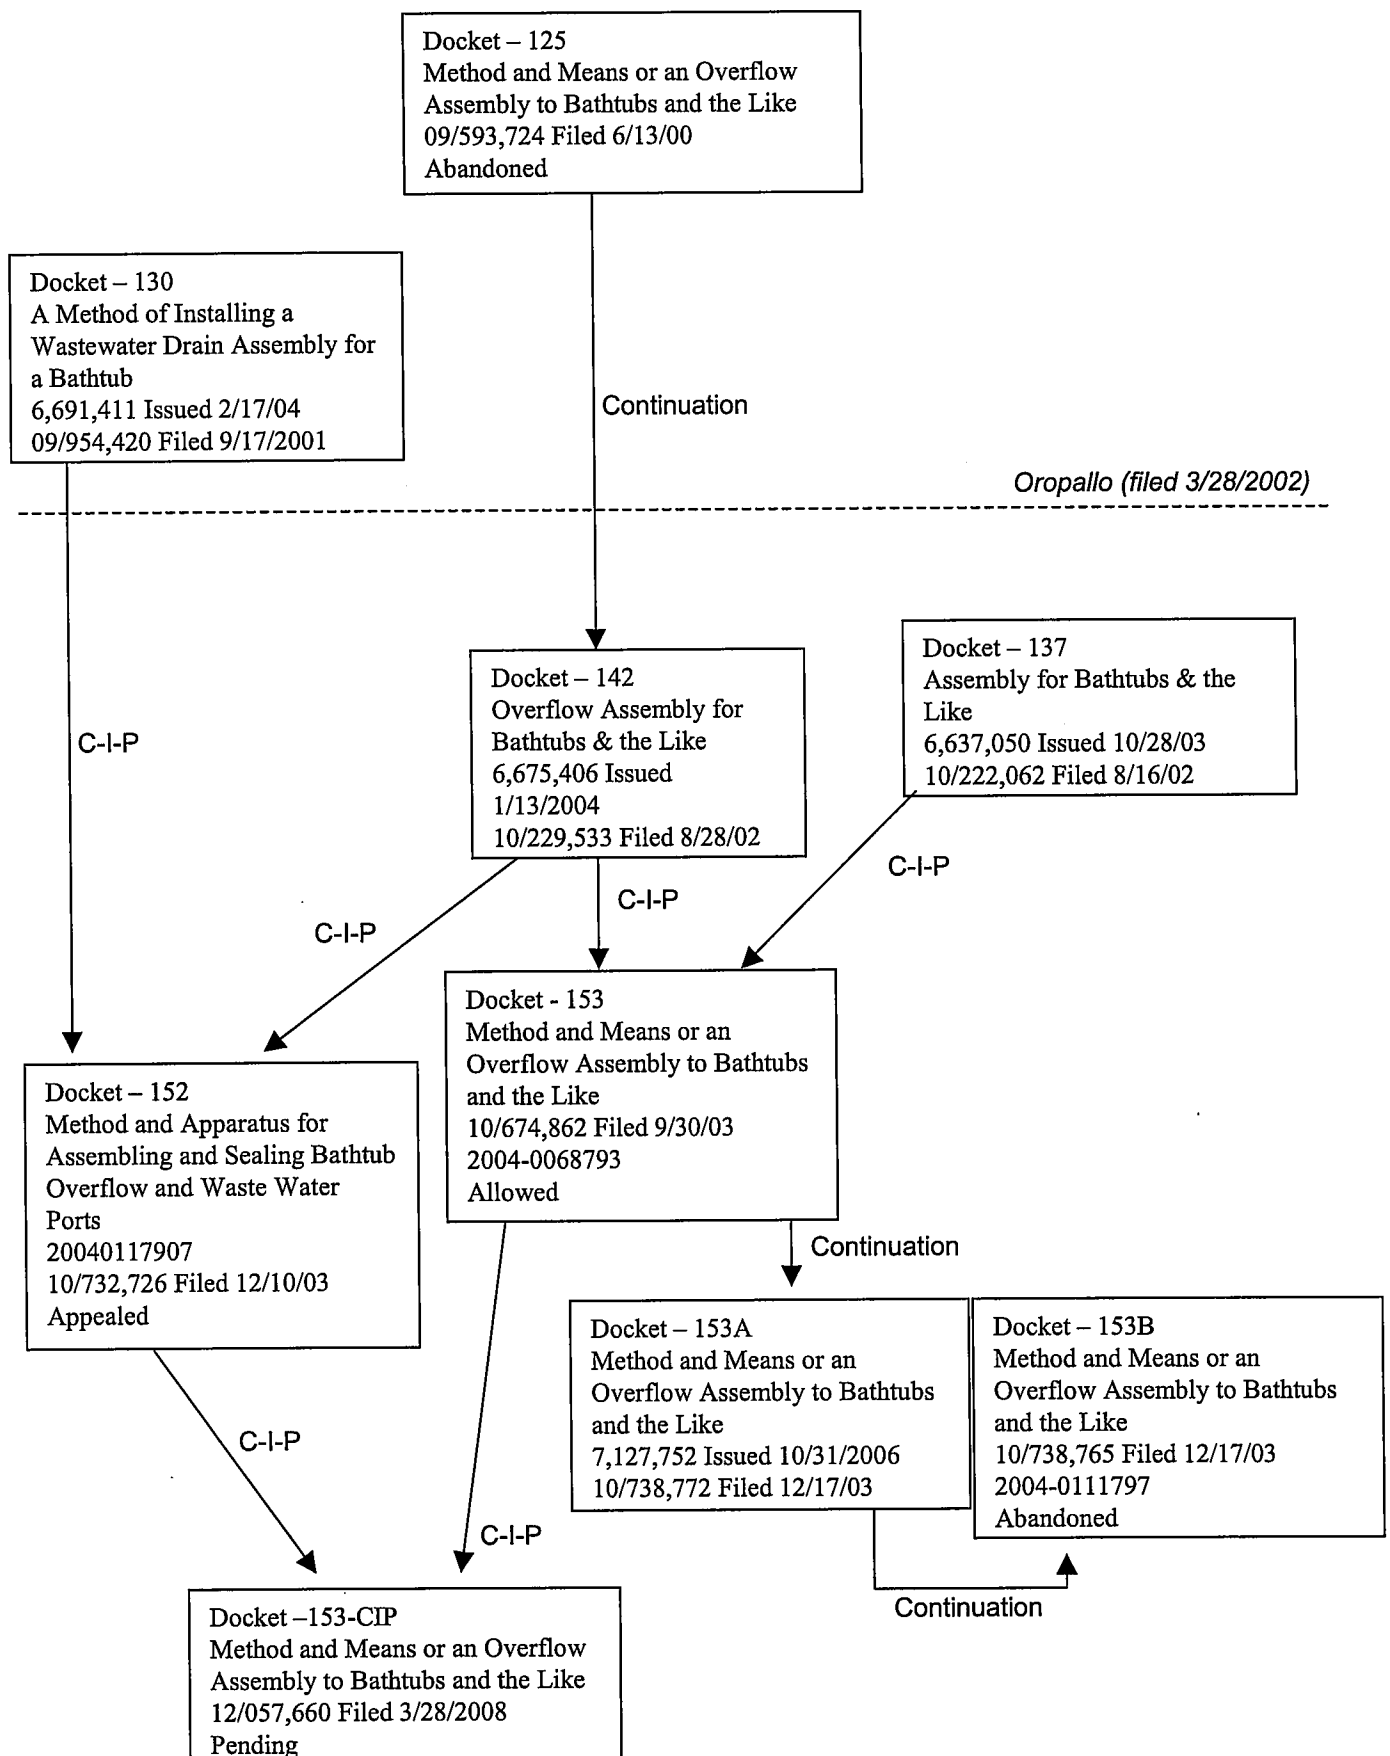 Docket – 125
Method and Means or an Overflow
Assembly to Bathtubs and the Like
09/593,724 Filed 6/13/00
Abandoned
Docket – 130
A Method of Installing a
Wastewater Drain Assembly for
a Bathtub
6,691,411 Issued 2/17/04
09/954,420 Filed 9/17/2001
Continuation
Oropallo (filed 3/28/2002)
C-I-P
Docket – 142
Overflow Assembly for
Bathtubs & the Like
6,675,406 Issued
1/13/2004
10/229,533 Filed 8/28/02
Docket – 137
Assembly for Bathtubs & the
Like
6,637,050 Issued 10/28/03
10/222,062 Filed 8/16/02
C-I-P
C-I-P
C-I-P
Docket - 153
Method and Means or an
Overflow Assembly to Bathtubs
and the Like
10/674,862 Filed 9/30/03
2004-0068793
Allowed
Docket – 152
Method and Apparatus for
Assembling and Sealing Bathtub
Overflow and Waste Water
Ports
20040117907
10/732,726 Filed 12/10/03
Appealed
Continuation
Docket – 153A
Method and Means or an
Overflow Assembly to Bathtubs
and the Like
7,127,752 Issued 10/31/2006
10/738,772 Filed 12/17/03
Docket – 153B
Method and Means or an
Overflow Assembly to Bathtubs
and the Like
10/738,765 Filed 12/17/03
2004-0111797
Abandoned
C-I-P
C-I-P
Continuation
Docket –153-CIP
Method and Means or an Overflow
Assembly to Bathtubs and the Like
12/057,660 Filed 3/28/2008
Pending